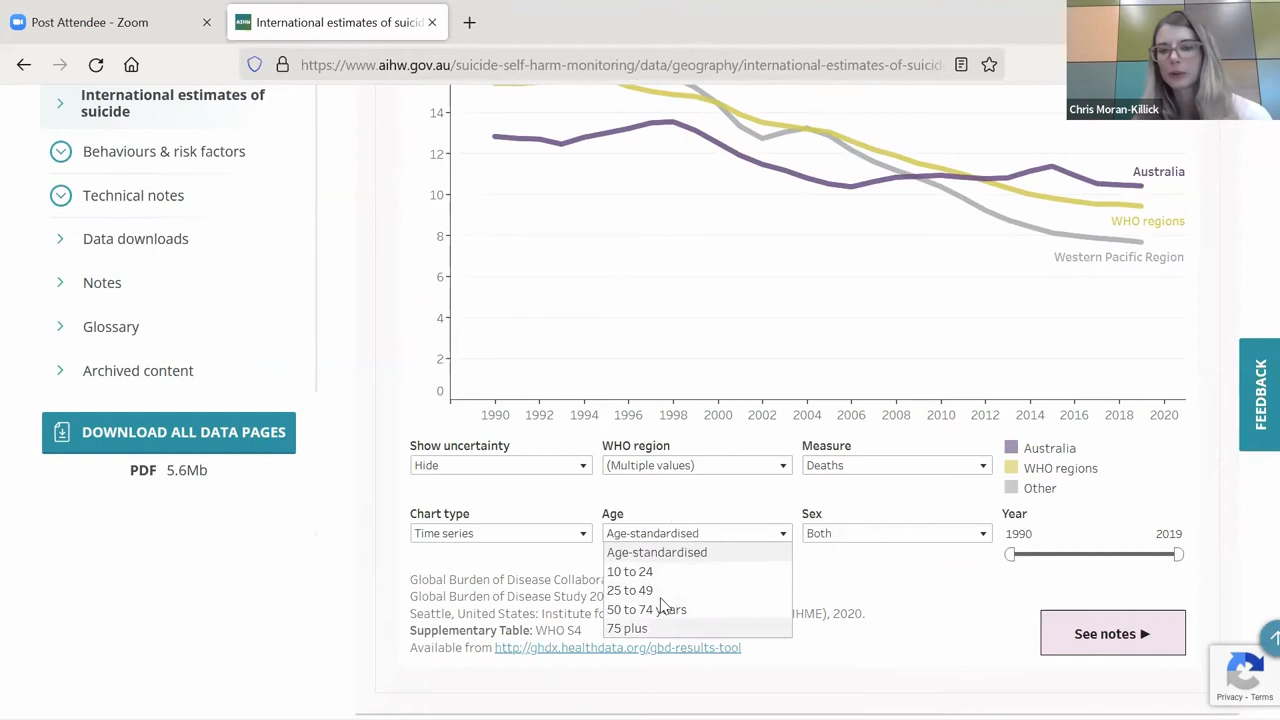 Post Attendee - Zoom
AIHW
International estimates of suicid
https://www.aihw.gov.au/suicide-self-harm-monitoring/data/geography/international-estimates-of-suicide
Chris Moran-Killick
International estimates of
suicide
Behaviours & risk factors
Technical notes
Data downloads
Notes
Glossary
Archived content
DOWNLOAD ALL DATA PAGES
PDF 5.6Mb
14
12
10
8
6
4
2
0
Australia
WHO regions
Western Pacific Region
1990 1992 1994 1996 1998 2000 2002 2004 2006 2008 2010 2012 2014 2016 2018 2020
Show uncertainty WHO region Measure
Hide (Multiple values) Deaths
Australia
WHO regions
Other
Chart type Age Sex Year
Time series Age-standardised Both
1990 2019
Age-standardised
10 to 24
25 to 49
50 to 74 years
75 plus
Global Burden of Disease Collabora
Global Burden of Disease Study 20
Seattle, United States: Institute fo IHME), 2020.
Supplementary Table: WHO S4
Available from http://ghdx.healthdata.org/gbd-results-tool
See notes ▶
FEEDBACK
Privacy - Terms